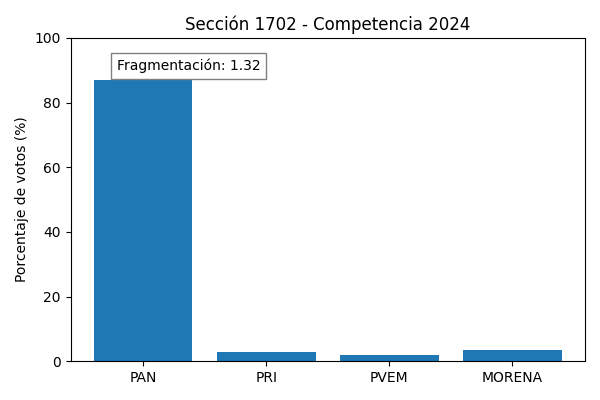 Sección 1702 - Competencia 2024
Fragmentación: 1.32
Porcentaje de votos (%)
100
80
60
40
20
0
PAN PRI PVEM MORENA